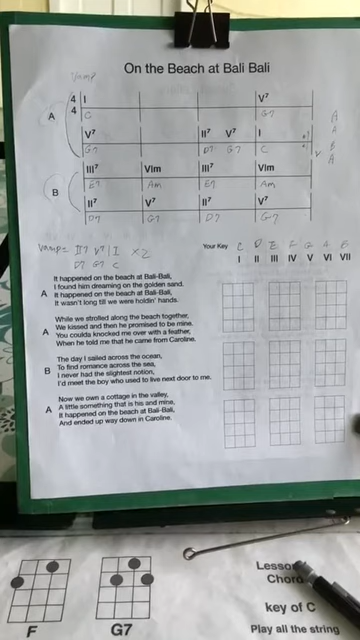 Vamp
On the Beach at Bali Bali
A 4 4 I V7
C G7
V7 II7 V7 I
G7 D7 G7 C
III7 VIm III7 VIm
E7 Am E7 Am
B II7 V7 II7 V7
D7 G7 D7 G7
A
A
B
A
Vamp = II7 V7 | I x2
D7 G7 C
Your Key C D E F G A B
I II III IV V VI VII
It happened on the beach at Bali-Bali,
I found him dreaming on the golden sand.
A It happened on the beach at Bali-Bali,
It wasn't long till we were holdin' hands.
While we strolled along the beach together,
We kissed and then he promised to be mine.
A You coulda knocked me over with a feather,
When he told me that he came from Caroline.
The day I sailed across the ocean,
B To find romance across the sea,
I never had the slightest notion,
I'd meet the boy who used to live next door to me.
Now we own a cottage in the valley,
A A little something that is his and mine,
It happened on the beach at Bali-Bali,
And ended up way down in Caroline.
Lesson
Chord
key of C
F G7 Play all the string